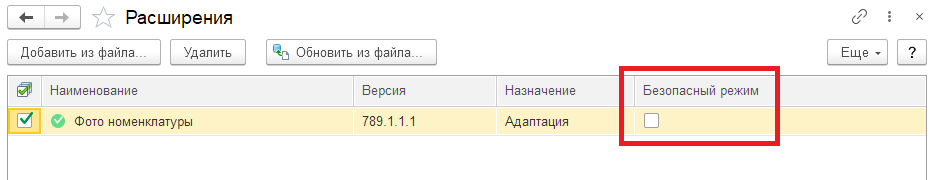 Расширения
Добавить из файла... Удалить Обновить из файла... Еще ?
Наименование Версия Назначение Безопасный режим
Фото номенклатуры 789.1.1.1 Адаптация